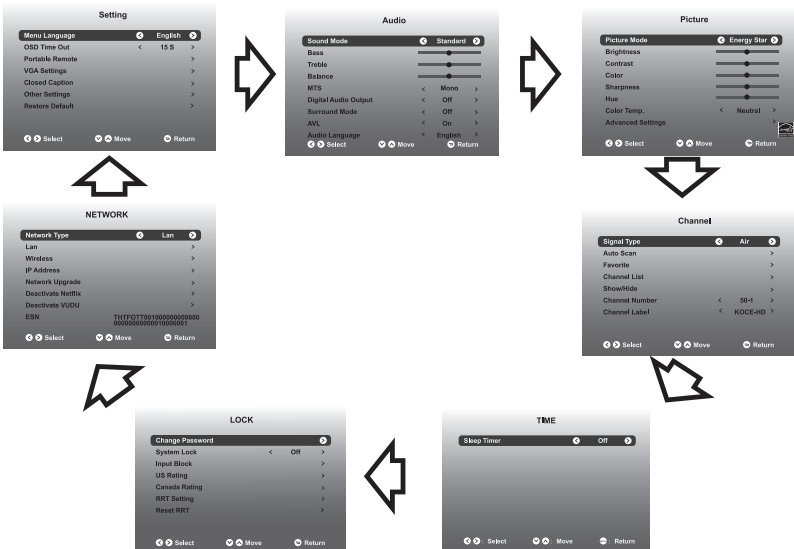 Setting
Menu Language English
OSD Time Out < 15 S >
Portable Remote >
VGA Settings >
Closed Caption >
Other Settings >
Restore Default >
Select Move Return
Audio
Sound Mode Standard
Bass
Treble
Balance
MTS < Mono >
Digital Audio Output < Off >
Surround Mode < Off >
AVL < On >
Audio Language < English >
Select Move Return
Picture
Picture Mode Energy Star
Brightness
Contrast
Color
Sharpness
Hue
Color Temp. < Neutral >
Advanced Settings >
Select Move Return
Channel
Signal Type Air
Auto Scan >
Favorite >
Channel List >
Show/Hide >
Channel Number < 50-1 >
Channel Label < KOCE-HD >
Select Move Return
TIME
Sleep Timer Off
: Select : Move : Return
LOCK
Change Password
System Lock < Off >
Input Block >
US Rating >
Canada Rating >
RRT Setting >
Reset RRT >
Select Move Return
NETWORK
Network Type Lan
Lan >
Wireless >
IP Address >
Network Upgrade >
Deactivate Netflix >
Deactivate VUDU >
ESN THTFOTT001000000000000
0000000000010000001
Select Move Return